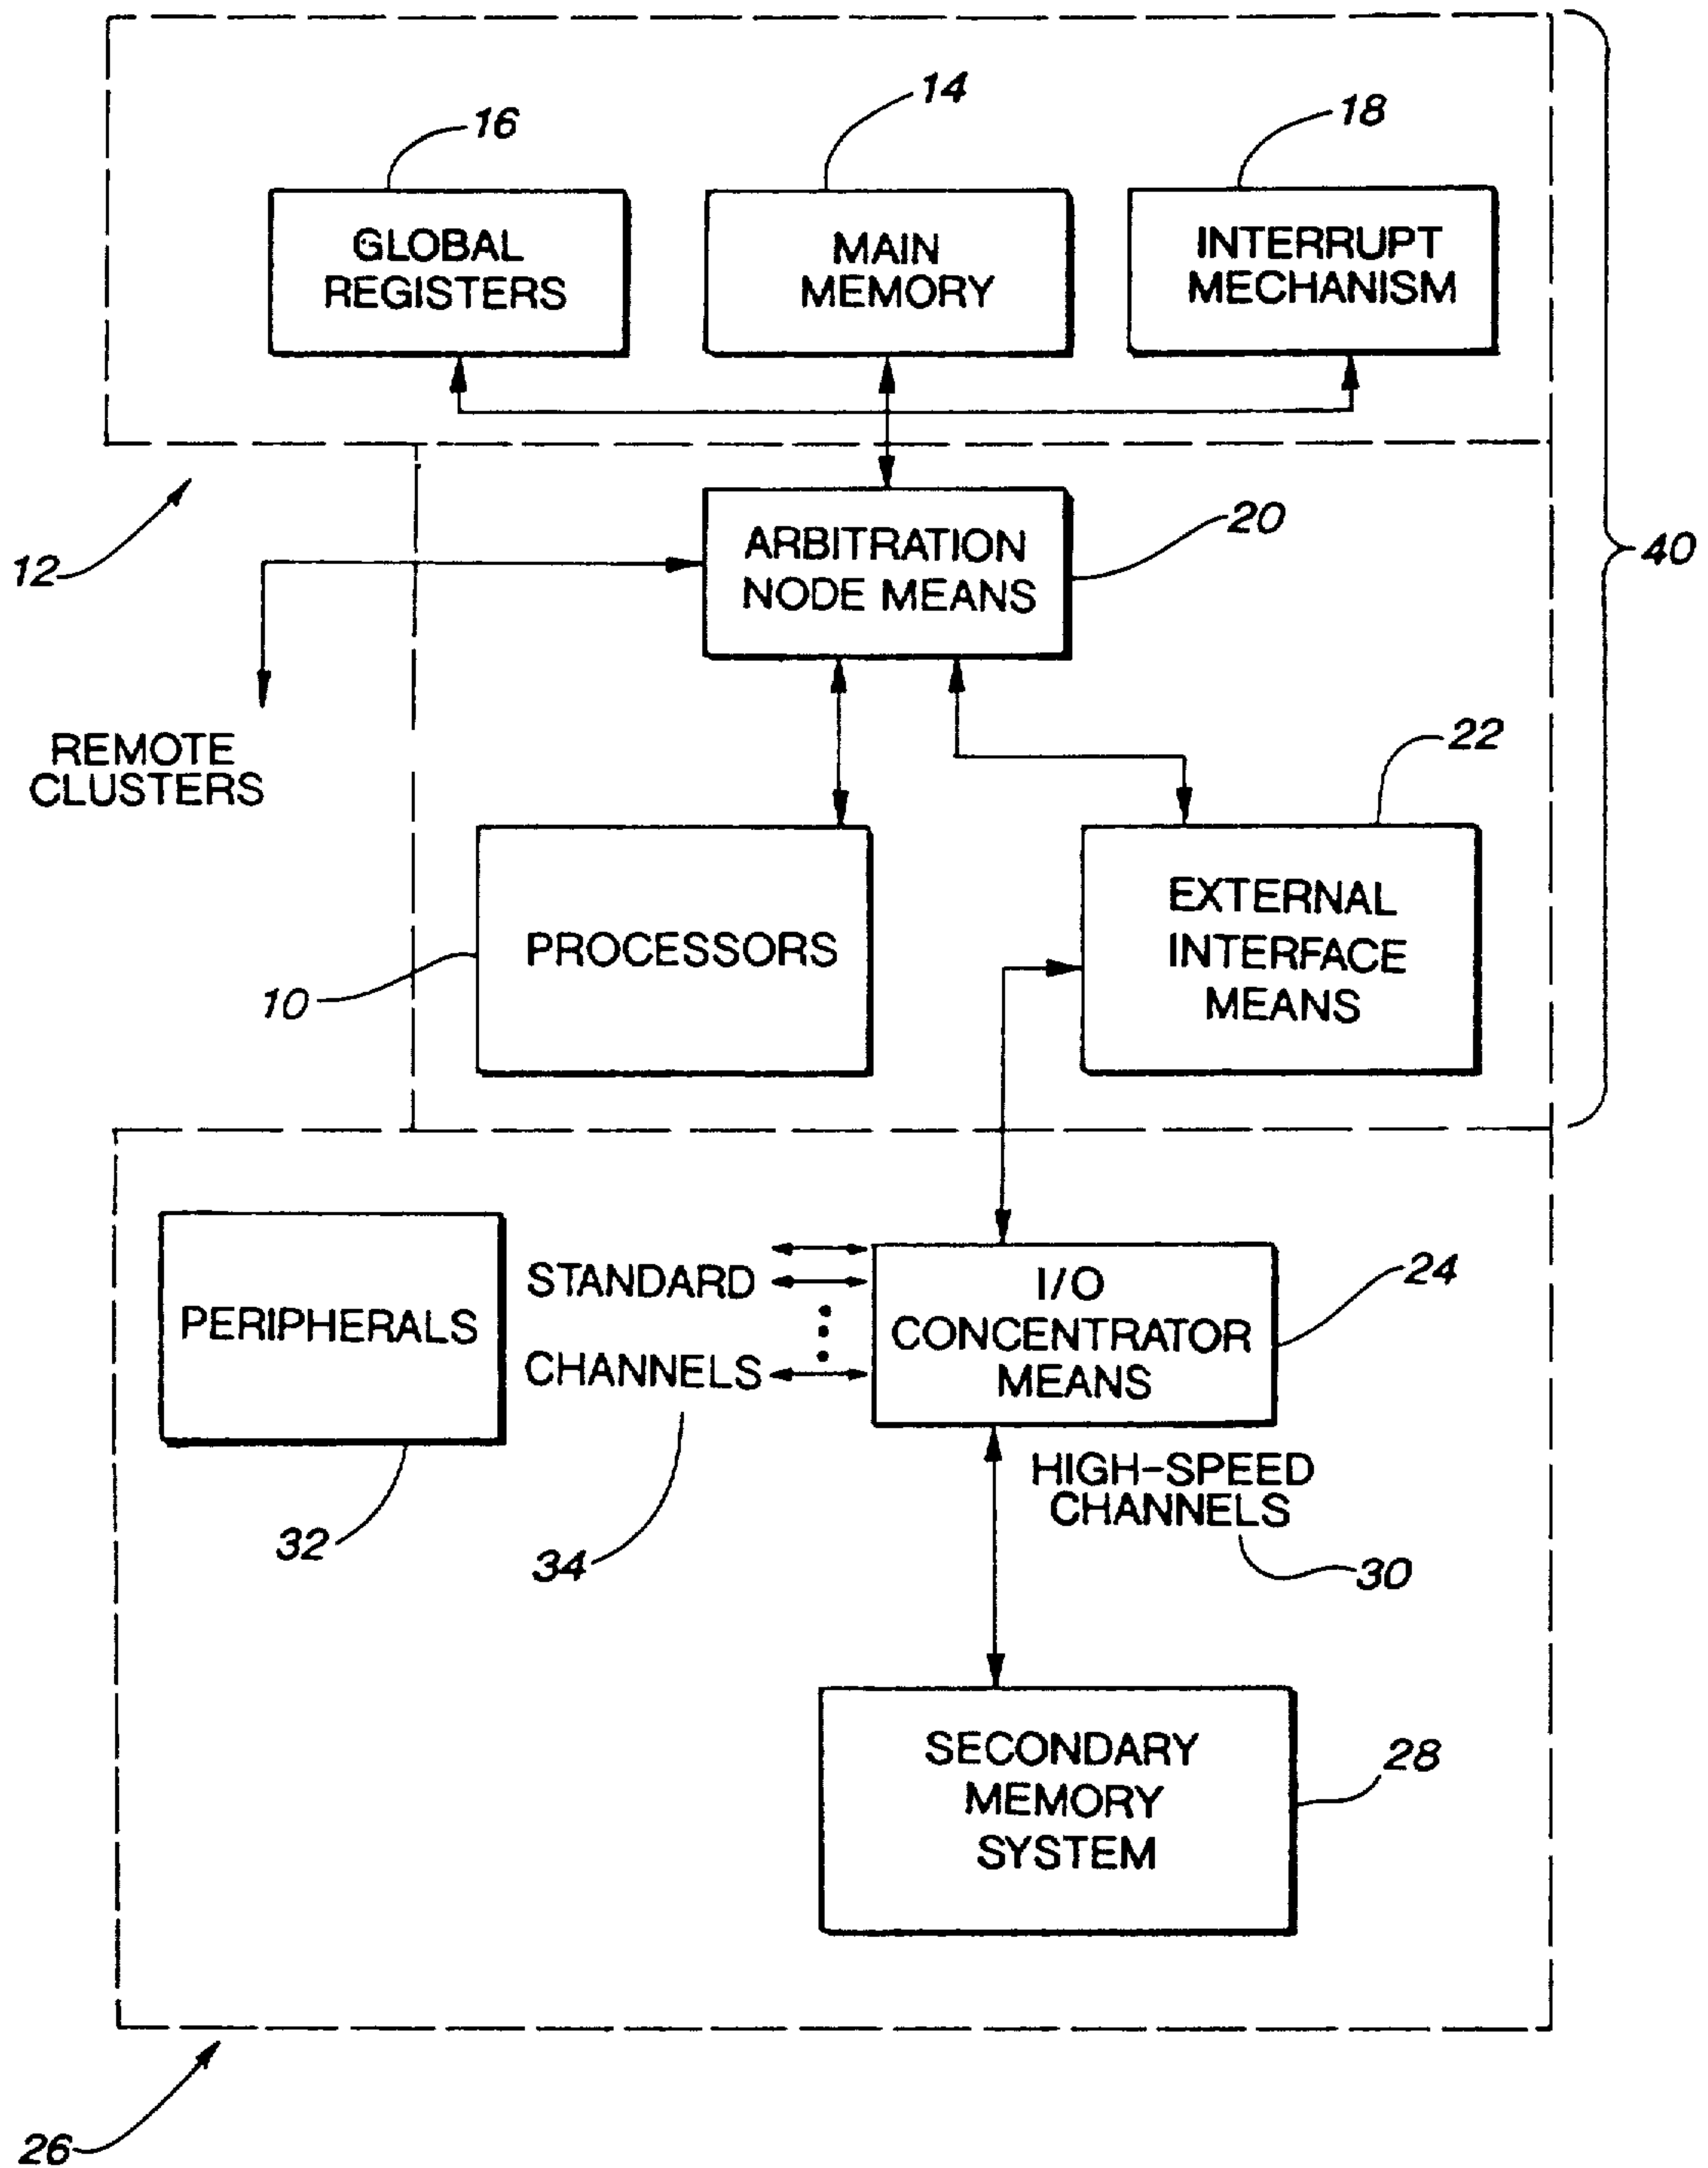 16
14
18
GLOBAL
REGISTERS
MAIN
MEMORY
INTERRUPT
MECHANISM
12
ARBITRATION
NODE MEANS
20
40
REMOTE
CLUSTERS
22
PROCESSORS
10
EXTERNAL
INTERFACE
MEANS
PERIPHERALS
32
STANDARD
CHANNELS
34
I/O
CONCENTRATOR
MEANS
24
HIGH-SPEED
CHANNELS
30
SECONDARY
MEMORY
SYSTEM
28
26